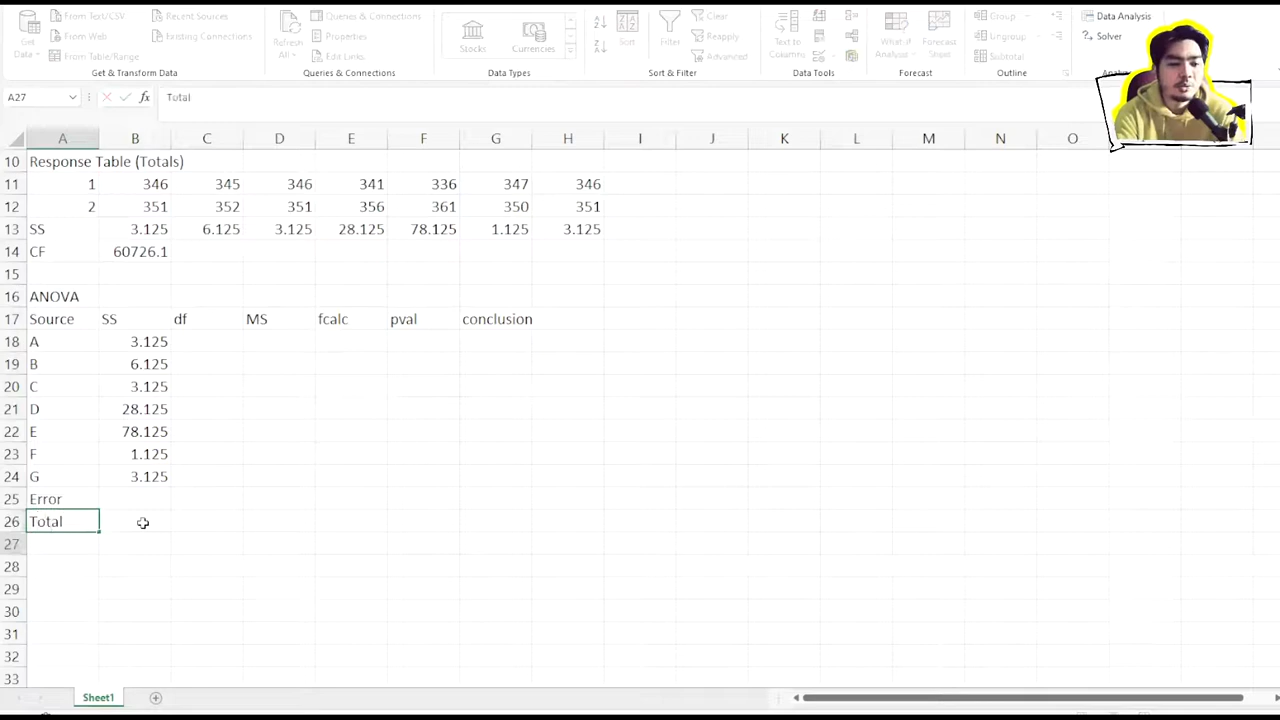 From Text/CSV Recent Sources Queries & Connections Clear Group Data Analysis
From Web Existing Connections Properties Reapply Ungroup Solver
Get Data From Table/Range Refresh All Edit Links Stocks Currencies Sort Filter Advanced Text to Columns What-If Analysis Forecast Sheet Subtotal
Get & Transform Data Queries & Connections Data Types Sort & Filter Data Tools Forecast Outline
A27 fx Total
A B C D E F G H I J K L M N O
10 Response Table (Totals)
11 1 346 345 346 341 336 347 346
12 2 351 352 351 356 361 350 351
13 SS 3.125 6.125 3.125 28.125 78.125 1.125 3.125
14 CF 60726.1
15
16 ANOVA
17 Source SS df MS fcalc pval conclusion
18 A 3.125
19 B 6.125
20 C 3.125
21 D 28.125
22 E 78.125
23 F 1.125
24 G 3.125
25 Error
26 Total
27
28
29
30
31
32
33
Sheet1